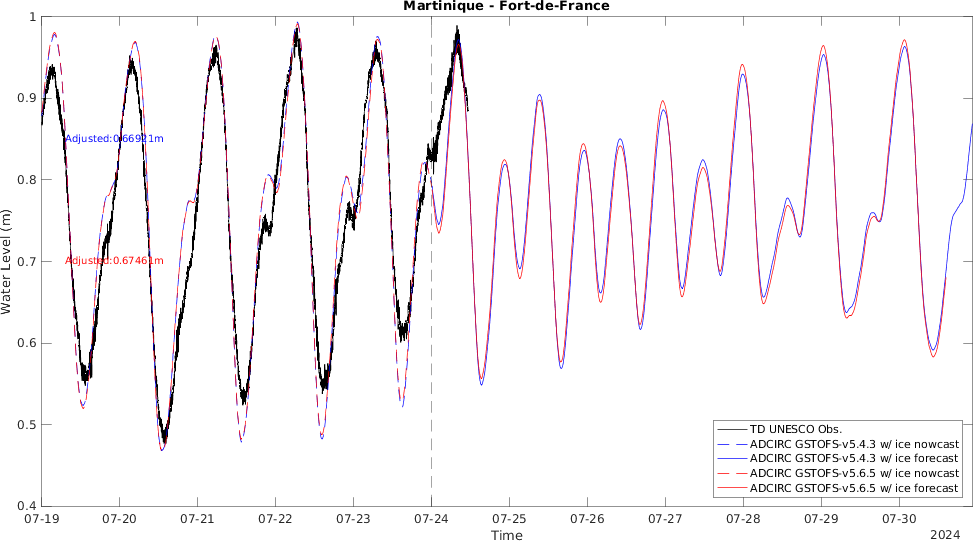 Martinique - Fort-de-France
1
0.9
0.8
0.7
0.6
0.5
0.4
Water Level (m)
Adjusted:0.66921m
Adjusted:0.67461m
TD UNESCO Obs.
ADCIRC GSTOFS-v5.4.3 w/ ice nowcast
ADCIRC GSTOFS-v5.4.3 w/ ice forecast
ADCIRC GSTOFS-v5.6.5 w/ ice nowcast
ADCIRC GSTOFS-v5.6.5 w/ ice forecast
07-19 07-20 07-21 07-22 07-23 07-24 07-25 07-26 07-27 07-28 07-29 07-30
Time
2024